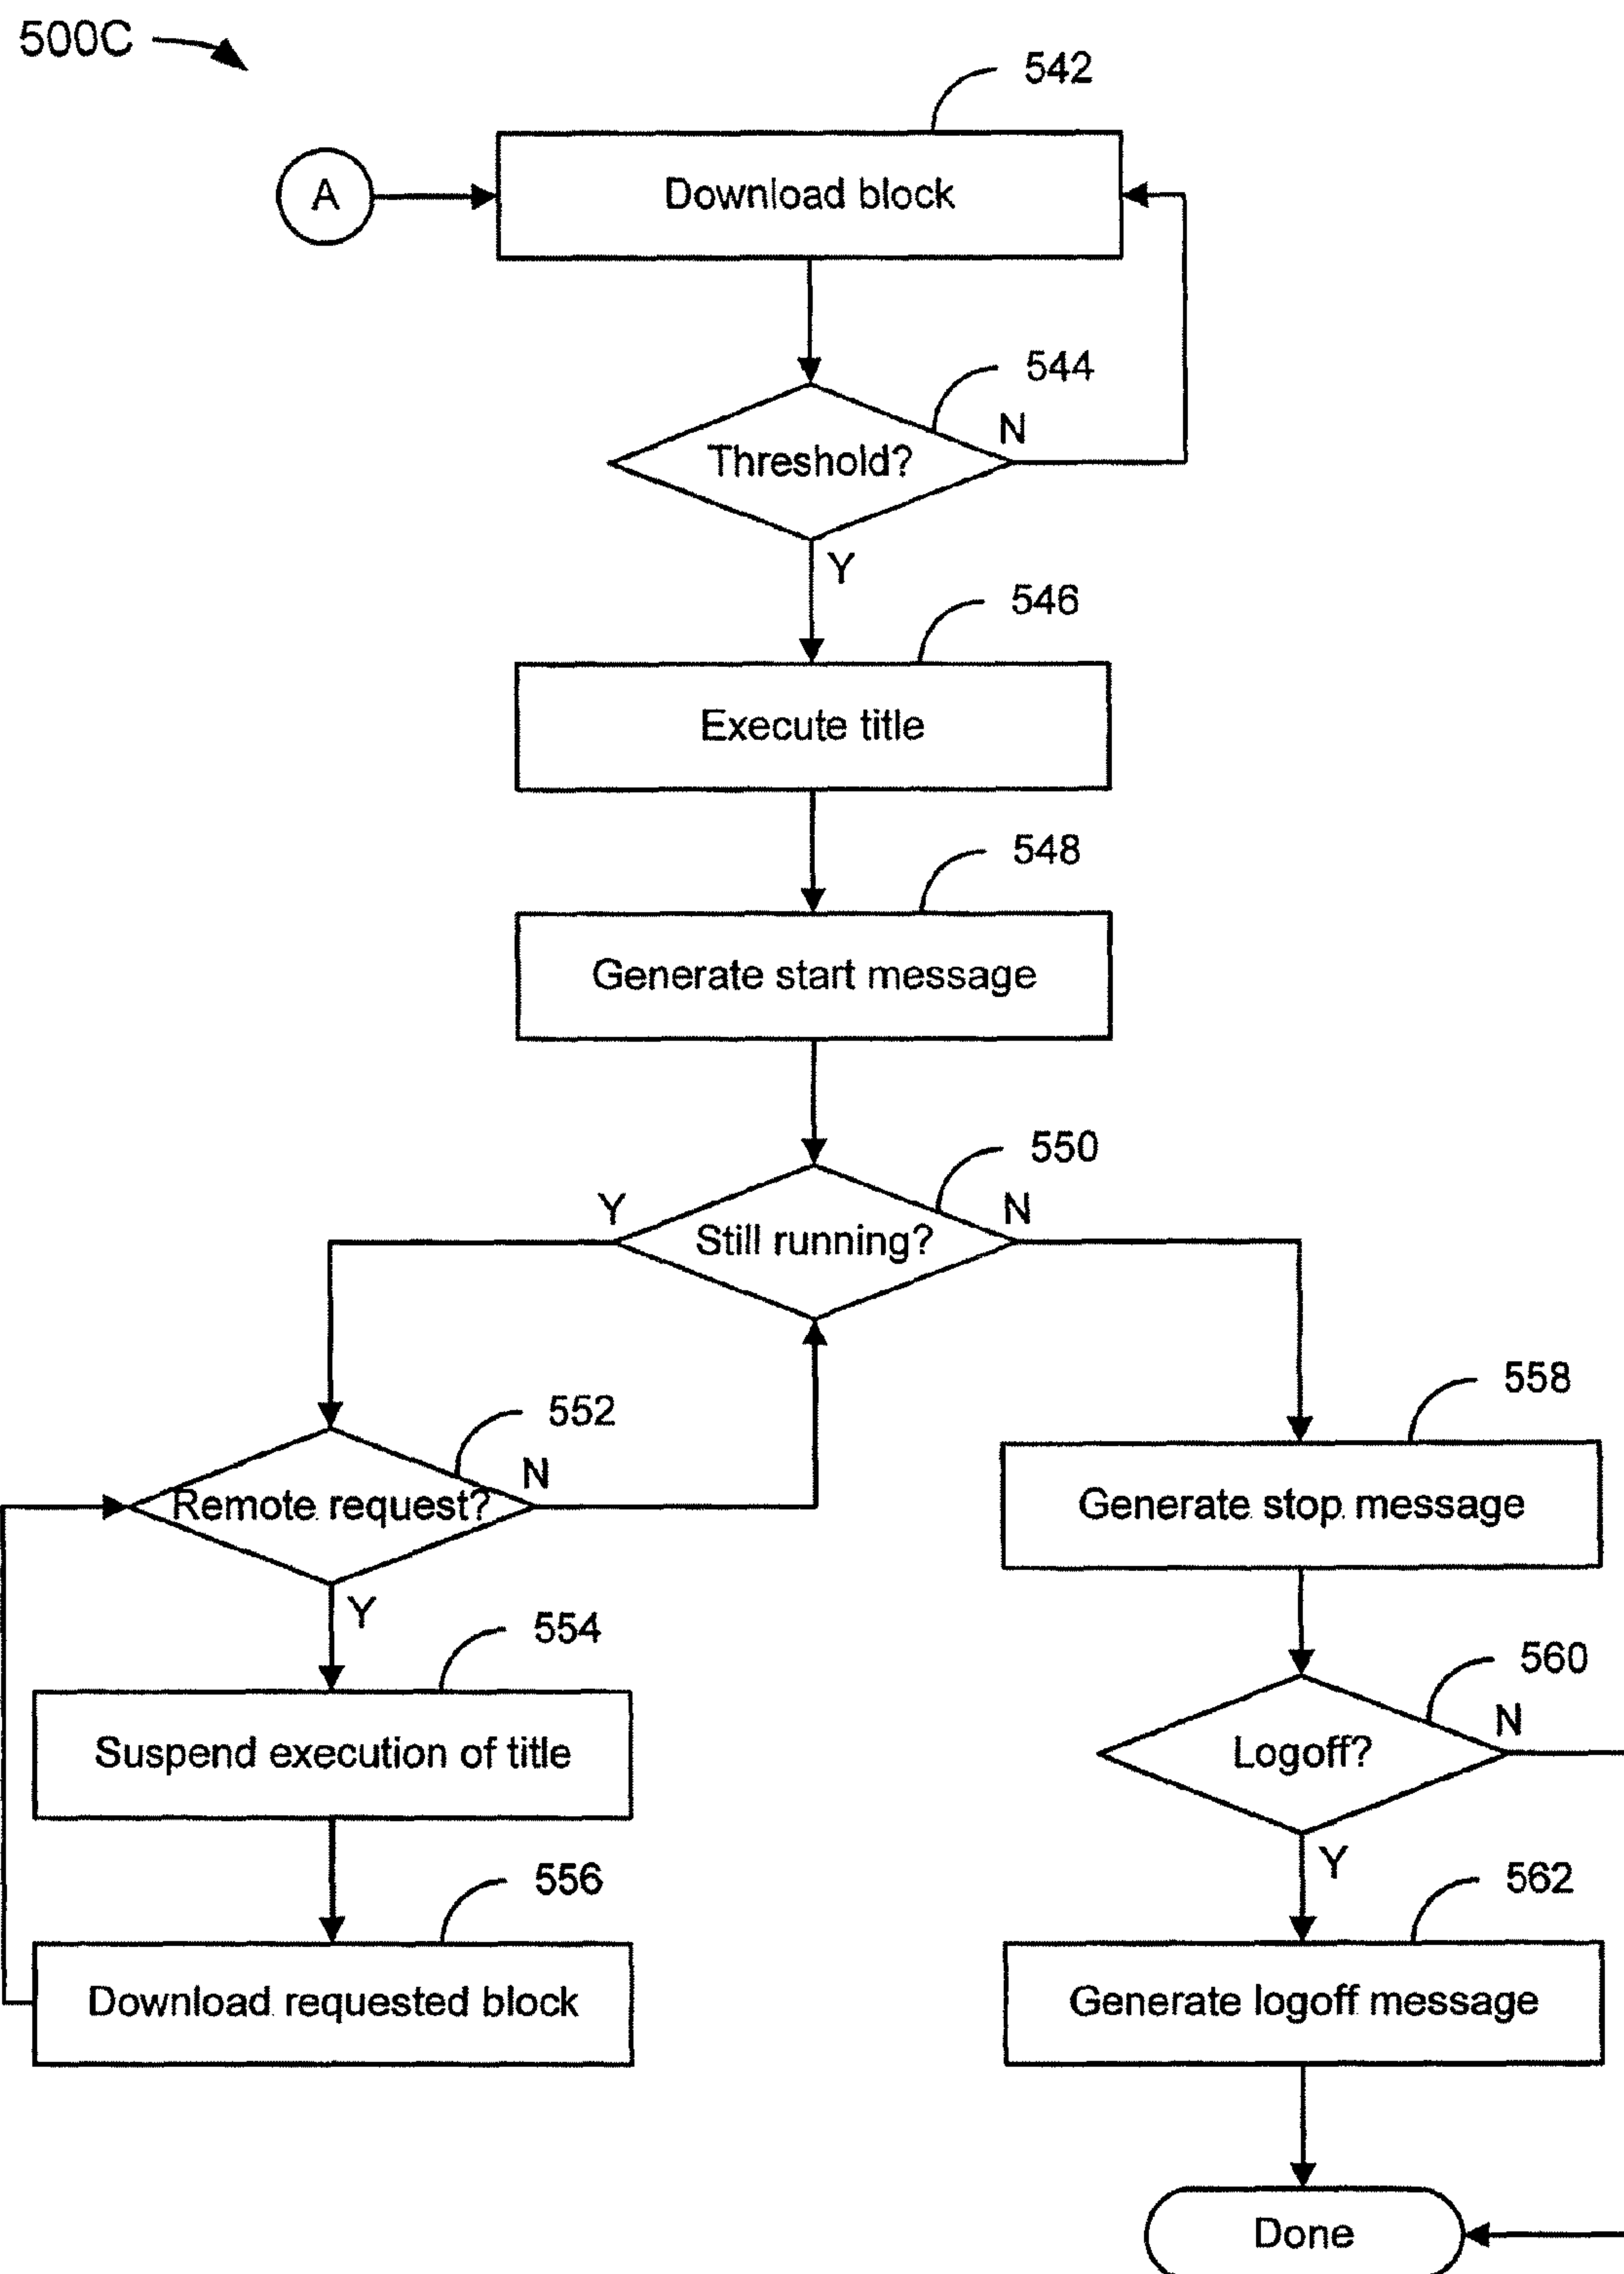 500C
542
A
Download block
544
N
Threshold?
Y
546
Execute title
548
Generate start message
550
Y
N
Still running?
558
552
N
Remote request?
Generate stop message
Y
554
560
N
Suspend execution of title
Logoff?
Y
556
562
Download requested block
Generate logoff message
Done